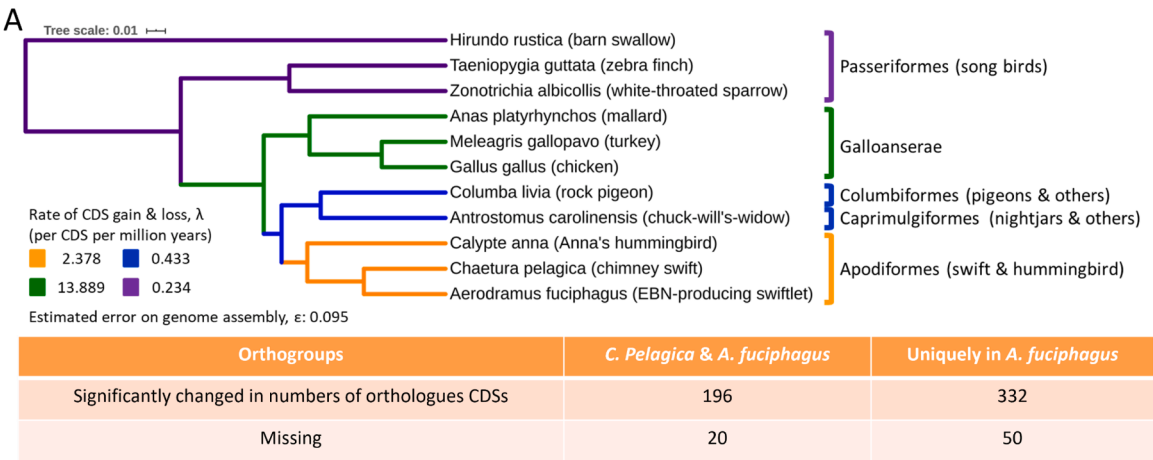 A
Tree scale: 0.01
Hirundo rustica (barn swallow)
Taeniopygia guttata (zebra finch)
Zonotrichia albicollis (white-throated sparrow)
Passeriformes (song birds)
Anas platyrhynchos (mallard)
Meleagris gallopavo (turkey)
Gallus gallus (chicken)
Galloanserae
Columba livia (rock pigeon)
Columbiformes (pigeons & others)
Antrostomus carolinensis (chuck-will's-widow)
Caprimulgiformes (nightjars & others)
Calypte anna (Anna's hummingbird)
Chaetura pelagica (chimney swift)
Aerodramus fuciphagus (EBN-producing swiftlet)
Apodiformes (swift & hummingbird)
Rate of CDS gain & loss, λ
(per CDS per million years)
2.378 0.433
13.889 0.234
Estimated error on genome assembly, ε: 0.095
Orthogroups C. Pelagica & A. fuciphagus Uniquely in A. fuciphagus
Significantly changed in numbers of orthologues CDSs 196 332
Missing 20 50